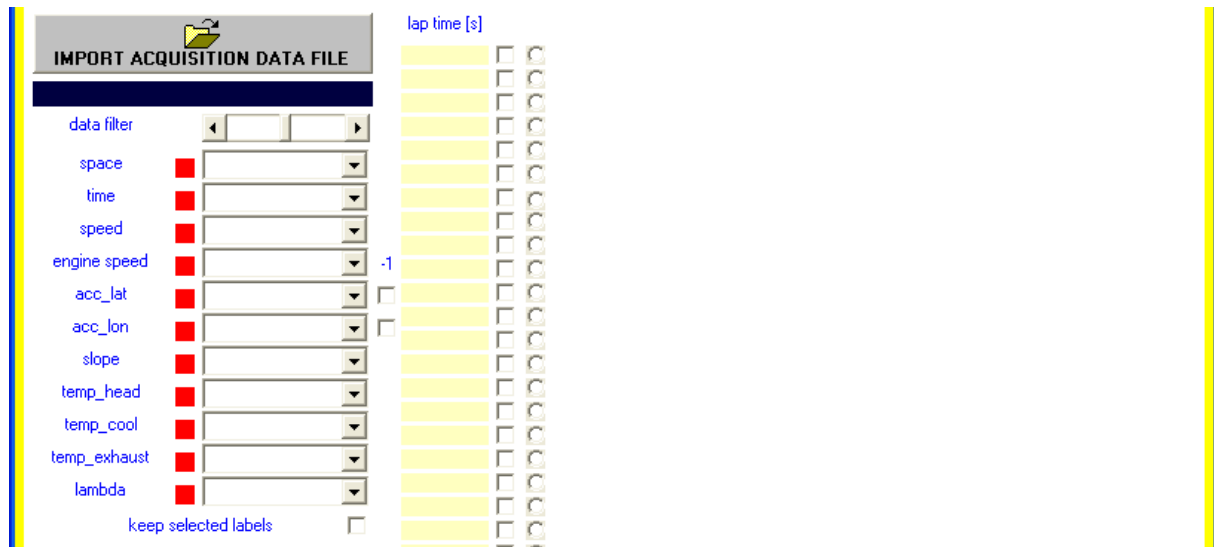 lap time [s]
IMPORT ACQUISITION DATA FILE
data filter
space
time
speed
engine speed
-1
acc_lat
acc_lon
slope
temp_head
temp_cool
temp_exhaust
lambda
keep selected labels